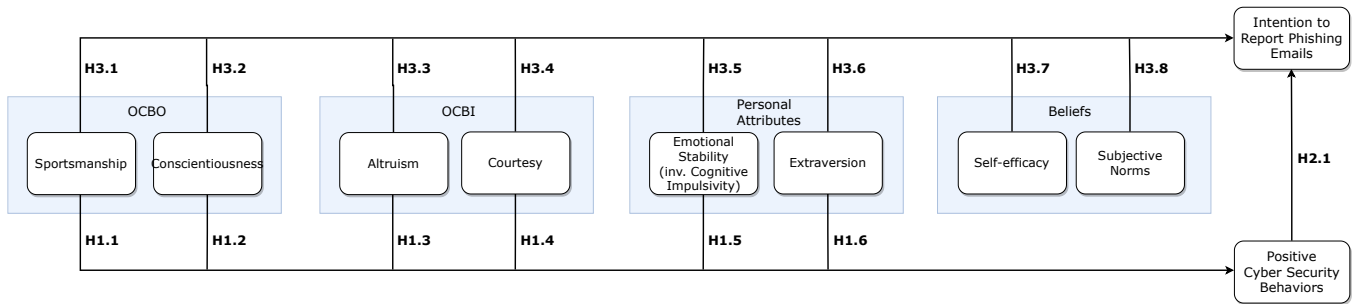 Intention to
Report Phishing
Emails
H3.1
H3.2
H3.3
H3.4
H3.5
H3.6
H3.7
H3.8
OCBO
OCBI
Personal
Attributes
Beliefs
Sportsmanship
Conscientiousness
Altruism
Courtesy
Emotional
Stability
(inv. Cognitive
Impulsivity)
Extraversion
Self-efficacy
Subjective
Norms
H2.1
H1.1
H1.2
H1.3
H1.4
H1.5
H1.6
Positive
Cyber Security
Behaviors